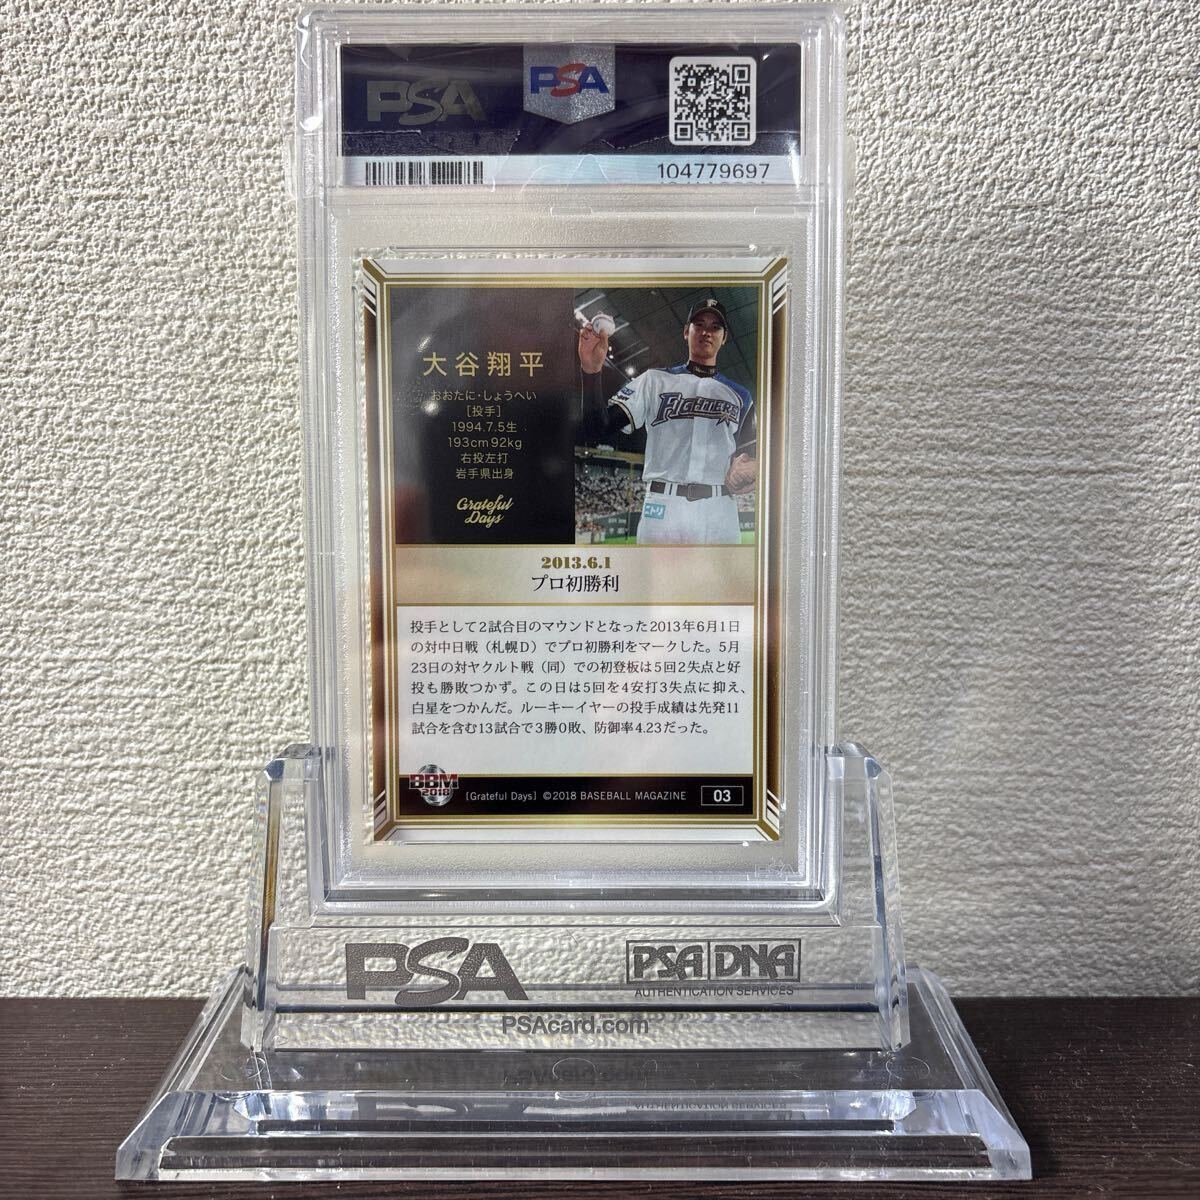 PSA
PSA
104779697
大谷翔平
おおたに・しょうへい
[投手]
1994.7.5生
193cm92kg
右投左打
岩手県出身
Grateful
Days
F
FIGHTERS
ニトリ
2013.6.1
プロ初勝利
投手として2試合目のマウンドとなった2013年6月1日
の対中日戦（札幌D）でプロ初勝利をマークした。5月
23日の対ヤクルト戦（同）での初登板は5回2失点と好
投も勝敗つかず。この日は5回を4安打3失点に抑え、
白星をつかんだ。ルーキーイヤーの投手成績は先発11
試合を含む13試合で3勝0敗、防御率4.23だった。
BBM
2018
[Grateful Days] ©2018 BASEBALL MAGAZINE
03
PSA
PSA DNA
AUTHENTICATION SERVICES
PSAcard.com